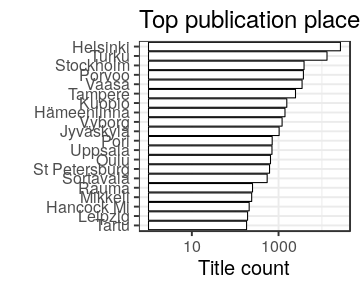 Top publication place
Helsinki
Turku
Stockholm
Porvoo
Vaasa
Tampere
Kuopio
Hämeenlinna
Vyborg
Jyväskylä
Pori
Uppsala
Oulu
St Petersburg
Sortavala
Rauma
Mikkeli
Hancock MI
Leipzig
Tartu
10
1000
Title count